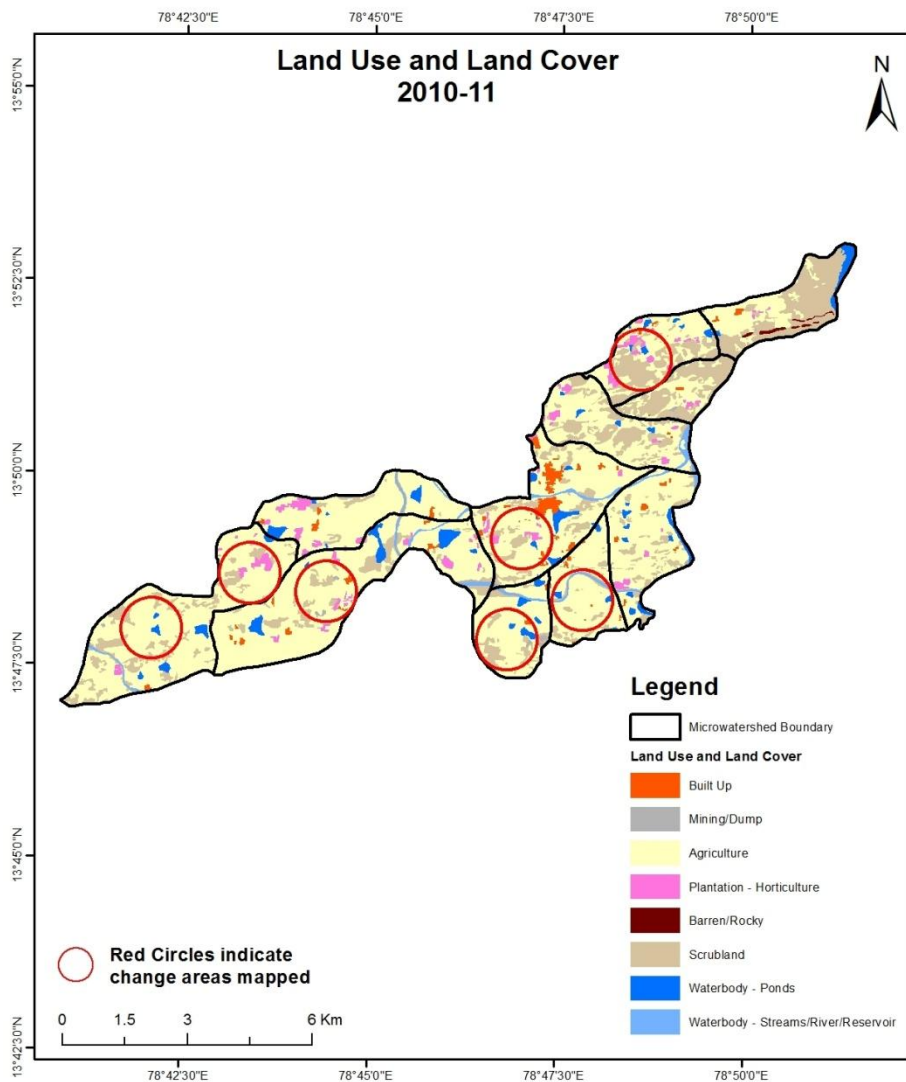 78°42'30"E 78°45'0"E 78°47'30"E 78°50'0"E
Land Use and Land Cover
2010-11
N
13°55'0"N
13°52'30"N
13°50'0"N
13°47'30"N
13°45'0"N
13°42'30"N
Legend
Microwatershed Boundary
Land Use and Land Cover
Built Up
Mining/Dump
Agriculture
Plantation - Horticulture
Barren/Rocky
Scrubland
Waterbody - Ponds
Waterbody - Streams/River/Reservoir
Red Circles indicate
change areas mapped
0 1.5 3 6 Km
78°42'30"E 78°45'0"E 78°47'30"E 78°50'0"E